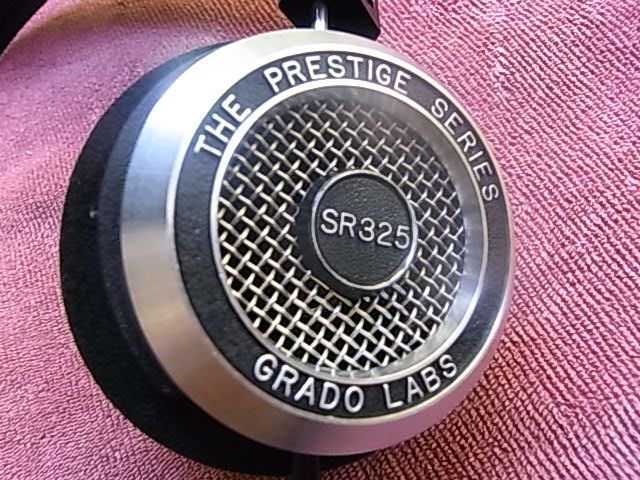 THE PRESTIGE SERIES
SR325
GRADO LABS